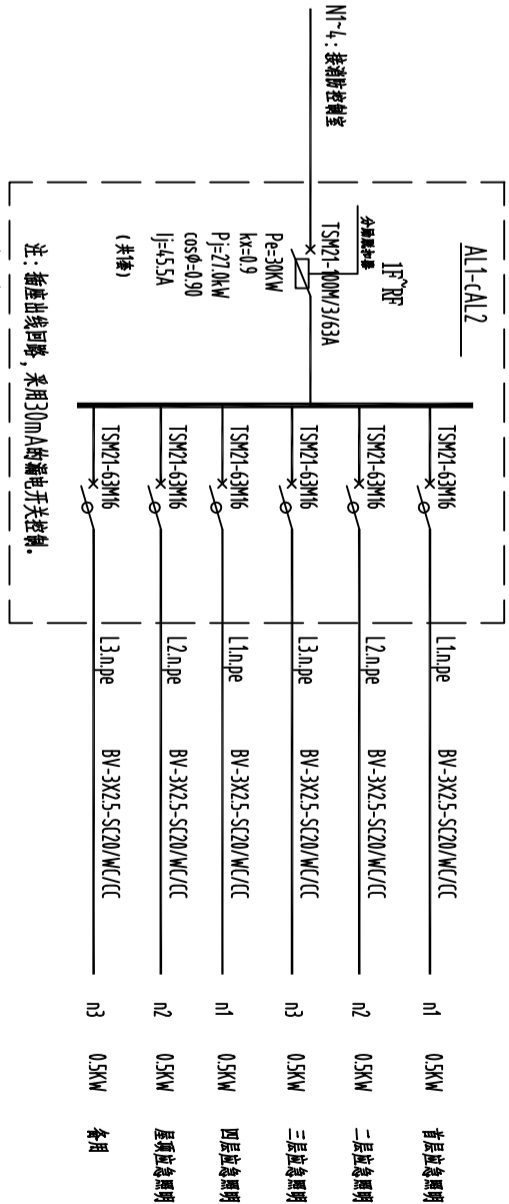 AL1-cAL2
1F~RF
分励脱扣器
TSM21-100M/3/63A
N1~4：接消防控制室
Pe=30KW
kx=0.9
Pj=27.0kW
cosø=0.90
Ij=45.5A
（共1套）
TSM21-63M16 L1.n.pe BV-3X2.5-SC20/WC/CC n1 0.5KW 首层应急照明
TSM21-63M16 L2.n.pe BV-3X2.5-SC20/WC/CC n2 0.5KW 二层应急照明
TSM21-63M16 L3.n.pe BV-3X2.5-SC20/WC/CC n3 0.5KW 三层应急照明
TSM21-63M16 L1.n.pe BV-3X2.5-SC20/WC/CC n1 0.5KW 四层应急照明
TSM21-63M16 L2.n.pe BV-3X2.5-SC20/WC/CC n2 0.5KW 屋顶应急照明
TSM21-63M16 L3.n.pe BV-3X2.5-SC20/WC/CC n3 0.5KW 备用
注：插座出线回路，采用30mA的漏电开关控制。